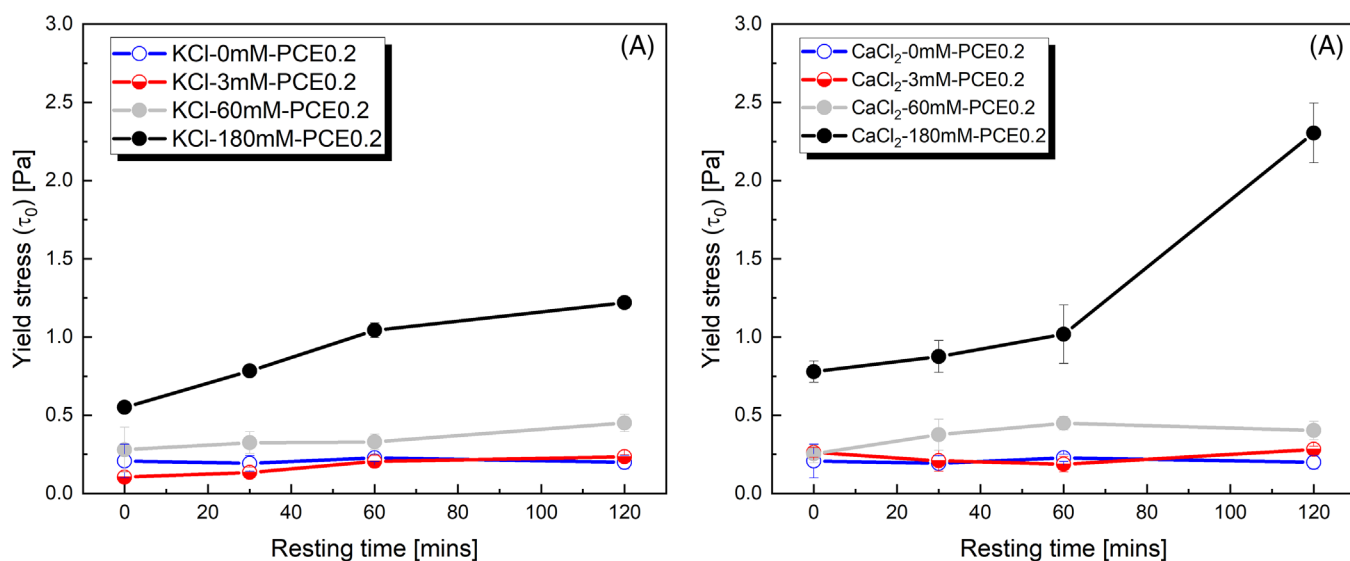 (A)
KCl-0mM-PCE0.2
KCl-3mM-PCE0.2
KCl-60mM-PCE0.2
KCl-180mM-PCE0.2
Yield stress (τ₀) [Pa]
3.0
2.5
2.0
1.5
1.0
0.5
0.0
0 20 40 60 80 100 120
Resting time [mins]
(A)
CaCl₂-0mM-PCE0.2
CaCl₂-3mM-PCE0.2
CaCl₂-60mM-PCE0.2
CaCl₂-180mM-PCE0.2
Yield stress (τ₀) [Pa]
3.0
2.5
2.0
1.5
1.0
0.5
0.0
0 20 40 60 80 100 120
Resting time [mins]